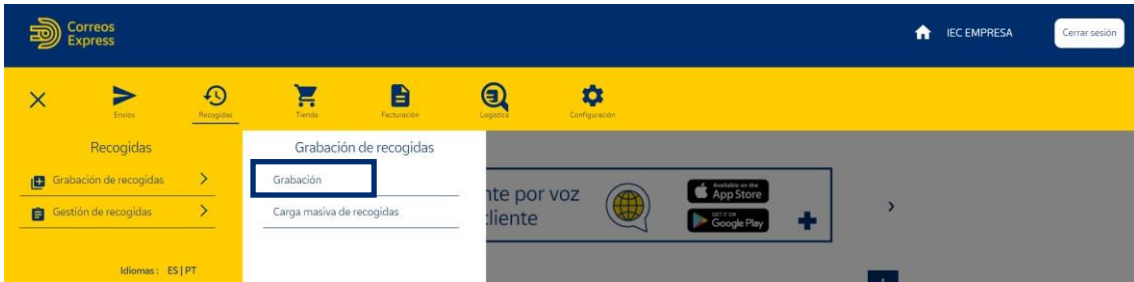 Correos
Express
IEC EMPRESA
Cerrar sesión
Envíos
Recogidas
Tienda
Facturación
Logística
Configuración
Recogidas
Grabación de recogidas
Gestión de recogidas
Idiomas : ES | PT
Grabación de recogidas
Grabación
Carga masiva de recogidas
nte por voz
cliente
Available on the
App Store
GET IT ON
Google Play